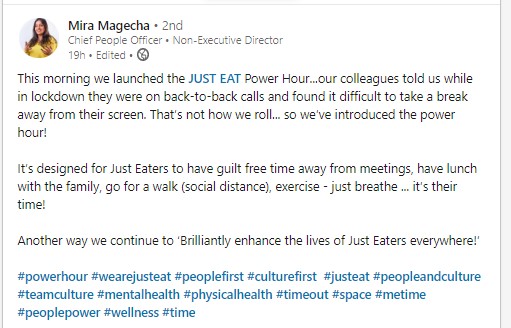 Mira Magecha • 2nd
Chief People Officer • Non-Executive Director
19h • Edited •
This morning we launched the JUST EAT Power Hour...our colleagues told us while
in lockdown they were on back-to-back calls and found it difficult to take a break
away from their screen. That's not how we roll... so we've introduced the power
hour!
It's designed for Just Eaters to have guilt free time away from meetings, have lunch
with the family, go for a walk (social distance), exercise - just breathe ... it's their
time!
Another way we continue to 'Brilliantly enhance the lives of Just Eaters everywhere!'
#powerhour #wearejusteat #peoplefirst #culturefirst #justeat #peopleandculture
#teamculture #mentalhealth #physicalhealth #timeout #space #metime
#peoplepower #wellness #time